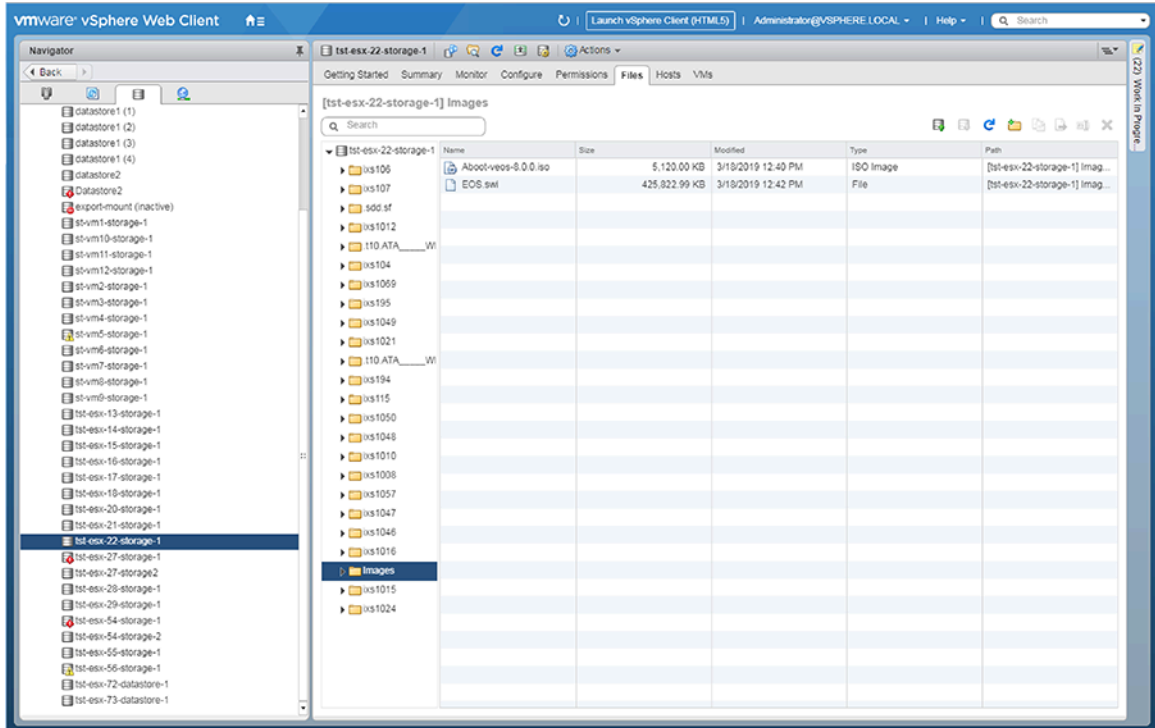 vmware® vSphere Web Client
Launch vSphere Client (HTML5) | Administrator@VSPHERE.LOCAL | Help | Search
Navigator
Back
datastore1 (1)
datastore1 (2)
datastore1 (3)
datastore1 (4)
datastore2
Datastore2
export-mount (inactive)
st-vm1-storage-1
st-vm10-storage-1
st-vm11-storage-1
st-vm12-storage-1
st-vm2-storage-1
st-vm3-storage-1
st-vm4-storage-1
st-vm5-storage-1
st-vm6-storage-1
st-vm7-storage-1
st-vm8-storage-1
st-vm9-storage-1
tst-esx-13-storage-1
tst-esx-14-storage-1
tst-esx-15-storage-1
tst-esx-16-storage-1
tst-esx-17-storage-1
tst-esx-18-storage-1
tst-esx-20-storage-1
tst-esx-21-storage-1
tst-esx-22-storage-1
tst-esx-27-storage-1
tst-esx-27-storage2
tst-esx-28-storage-1
tst-esx-29-storage-1
tst-esx-54-storage-1
tst-esx-54-storage-2
tst-esx-55-storage-1
tst-esx-56-storage-1
tst-esx-72-datastore-1
tst-esx-73-datastore-1
tst-esx-22-storage-1 Actions
Getting Started Summary Monitor Configure Permissions Files Hosts VMs
[tst-esx-22-storage-1] Images
Search
tst-esx-22-storage-1
ixs106
ixs107
.sdd.sf
ixs1012
.t10.ATA_____WI
ixs104
ixs1069
ixs195
ixs1049
ixs1021
.t10.ATA_____WI
ixs194
ixs115
ixs1050
ixs1048
ixs1010
ixs1008
ixs1057
ixs1047
ixs1046
ixs1016
Images
ixs1015
ixs1024
Name Size Modified Type Path
Aboot-veos-8.0.0.iso 5,120.00 KB 3/18/2019 12:40 PM ISO Image [tst-esx-22-storage-1] Imag...
EOS.swi 425,822.99 KB 3/18/2019 12:42 PM File [tst-esx-22-storage-1] Imag...
(22) Work In Progre...